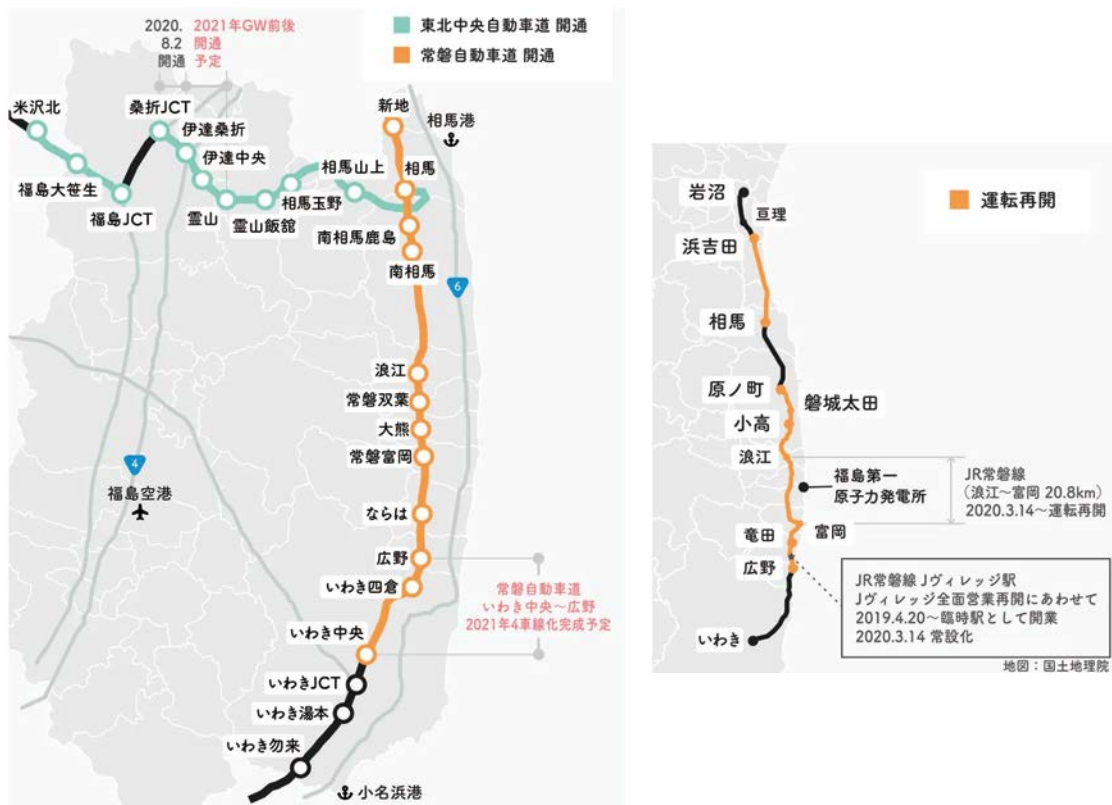 2020.
8.2
開通
2021年GW前後
開通
予定
東北中央自動車道 開通
常磐自動車道 開通
米沢北
桑折JCT
伊達桑折
伊達中央
福島大笹生
福島JCT
霊山
霊山飯舘
相馬玉野
相馬山上
新地
相馬港
相馬
南相馬鹿島
南相馬
6
浪江
常磐双葉
大熊
常磐富岡
4
福島空港
ならは
広野
いわき四倉
常磐自動車道
いわき中央〜広野
2021年4車線化完成予定
いわき中央
いわきJCT
いわき湯本
いわき勿来
小名浜港
運転再開
岩沼
亘理
浜吉田
相馬
原ノ町
磐城太田
小高
浪江
福島第一
原子力発電所
JR常磐線
(浪江〜富岡 20.8km)
2020.3.14〜運転再開
富岡
竜田
広野
いわき
JR常磐線 Jヴィレッジ駅
Jヴィレッジ全面営業再開にあわせて
2019.4.20〜臨時駅として開業
2020.3.14 常設化
地図：国土地理院